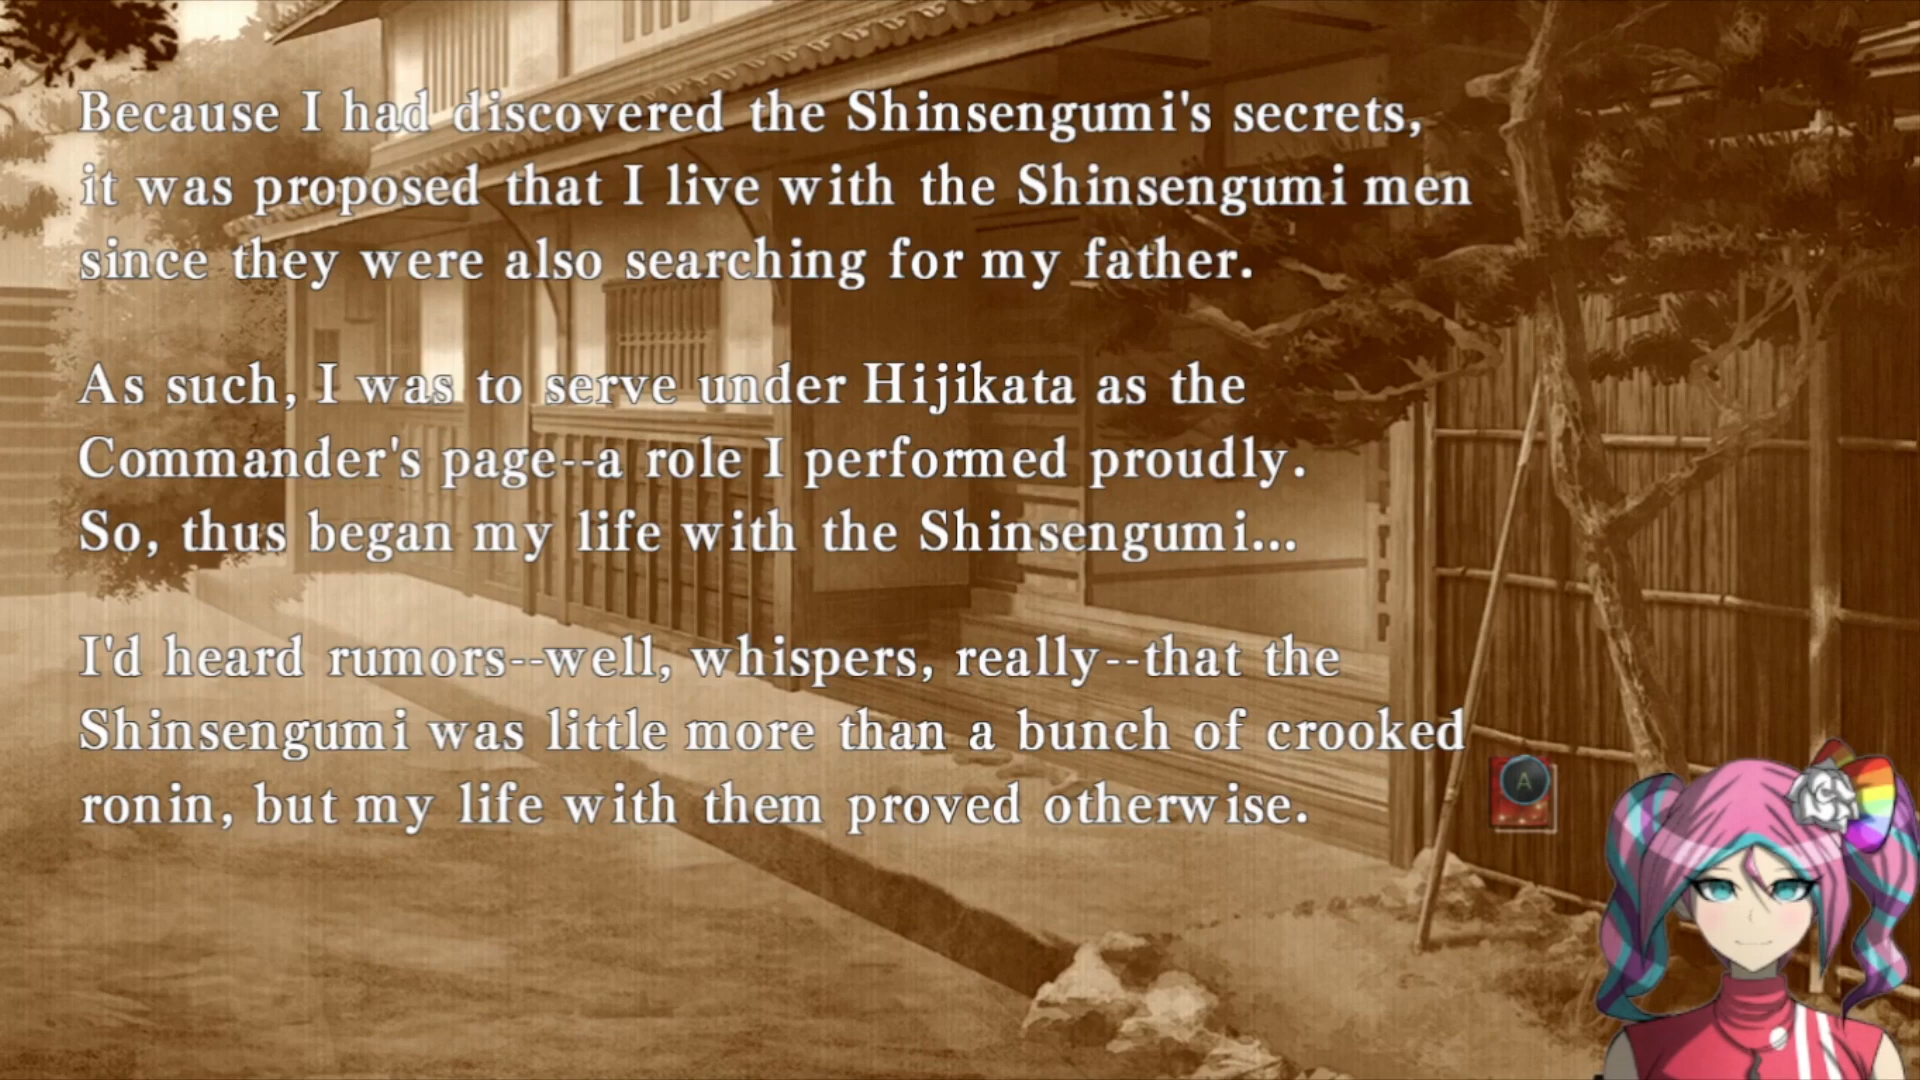 Because I had discovered the Shinsengumi's secrets,
it was proposed that I live with the Shinsengumi men
since they were also searching for my father.
As such, I was to serve under Hijikata as the
Commander's page--a role I performed proudly.
So, thus began my life with the Shinsengumi...
I'd heard rumors--well, whispers, really--that the
Shinsengumi was little more than a bunch of crooked
ronin, but my life with them proved otherwise.
A